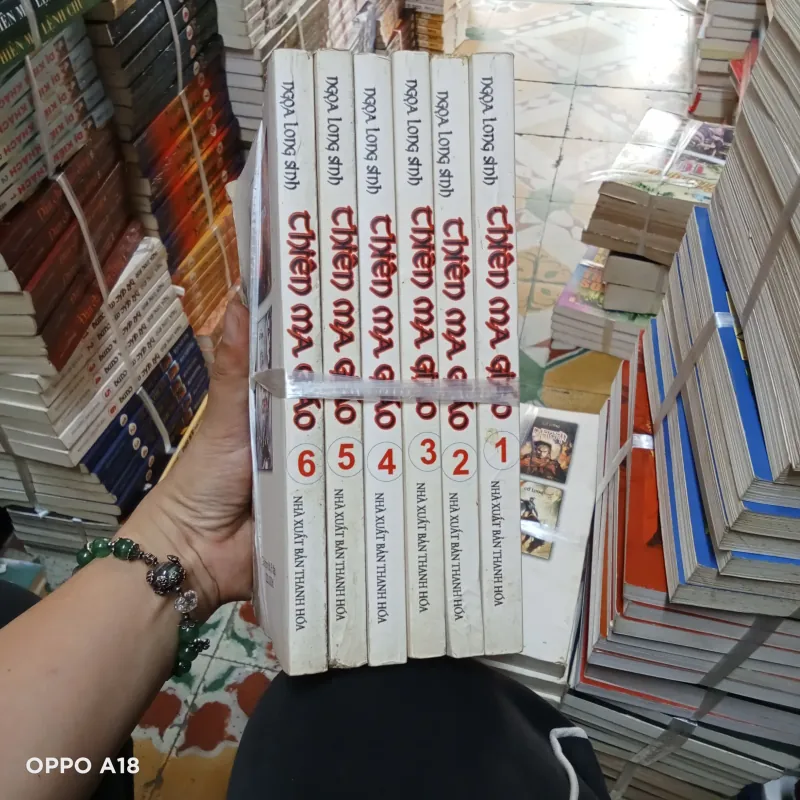 NGỌA LONG SINH
THIÊN MA GIÁO
6
NHÀ XUẤT BẢN THANH HÓA
NGỌA LONG SINH
THIÊN MA GIÁO
5
NHÀ XUẤT BẢN THANH HÓA
NGỌA LONG SINH
THIÊN MA GIÁO
4
NHÀ XUẤT BẢN THANH HÓA
NGỌA LONG SINH
THIÊN MA GIÁO
3
NHÀ XUẤT BẢN THANH HÓA
NGỌA LONG SINH
THIÊN MA GIÁO
2
NHÀ XUẤT BẢN THANH HÓA
NGỌA LONG SINH
THIÊN MA GIÁO
1
NHÀ XUẤT BẢN THANH HÓA
OPPO A18